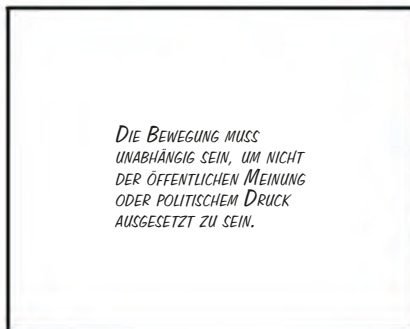 Die Bewegung muss
unabhängig sein, um nicht
der öffentlichen Meinung
oder politischem Druck
ausgesetzt zu sein.